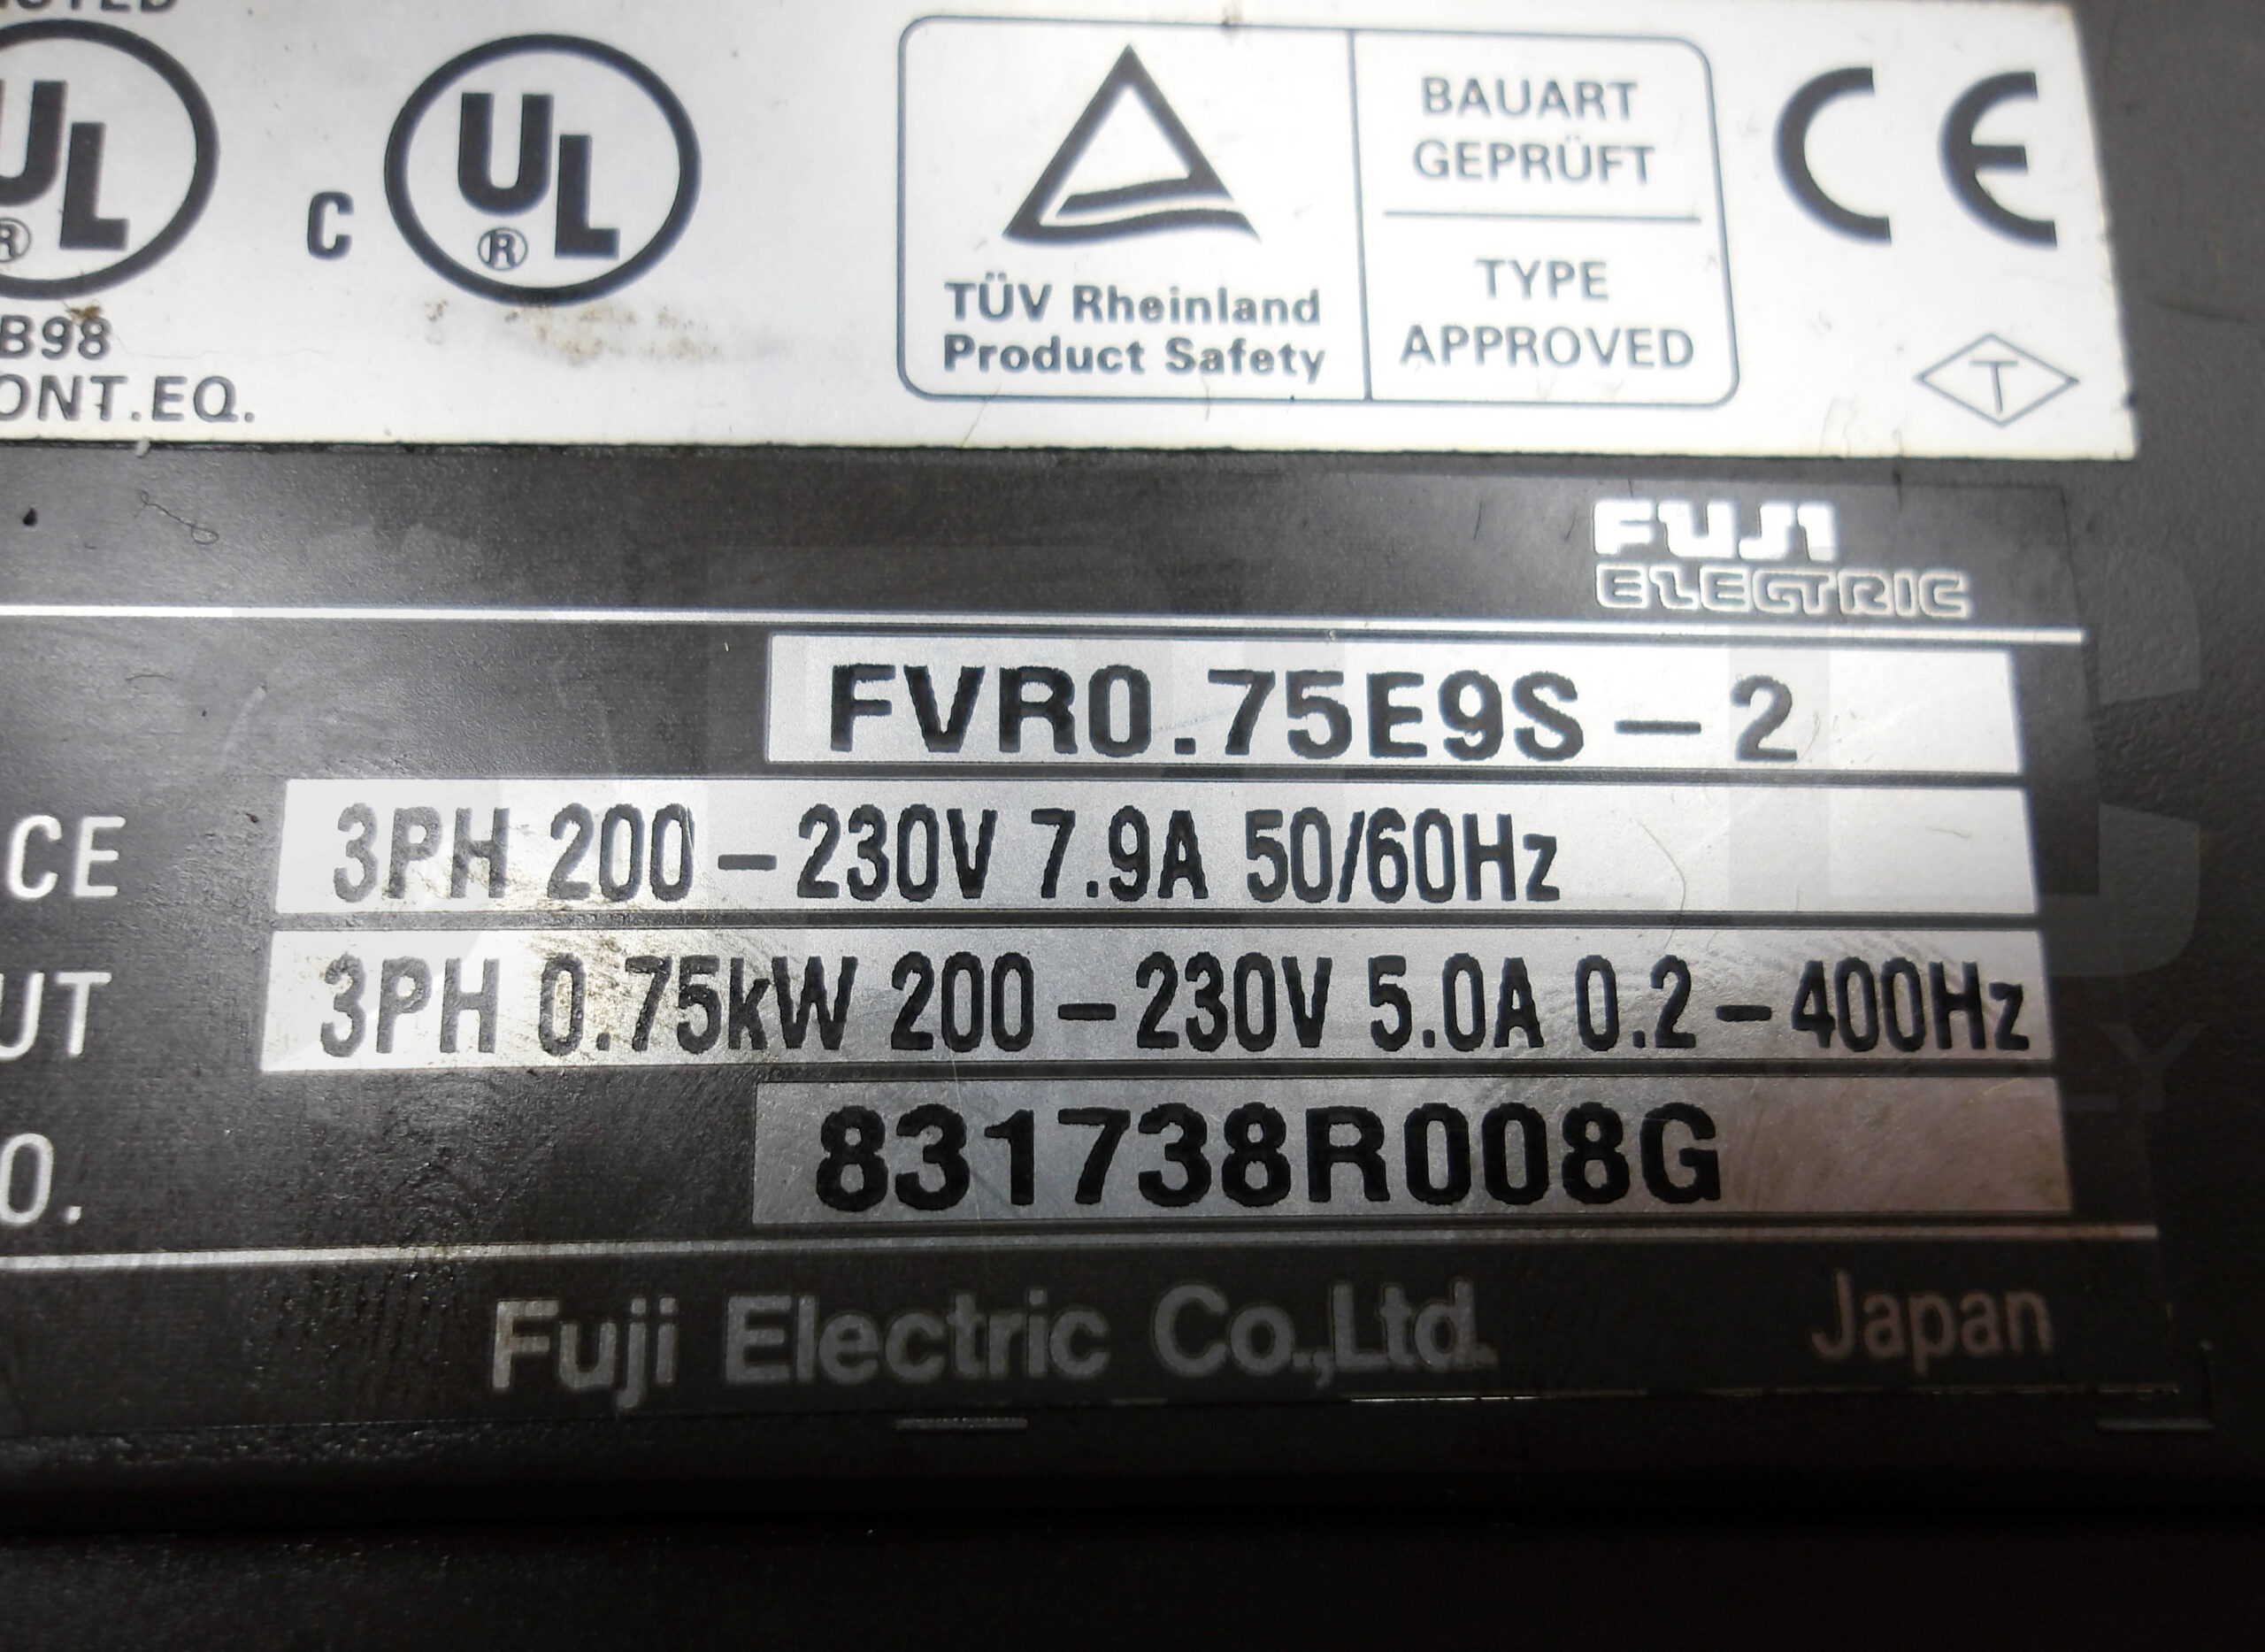 UL
®
C
UL
®
B98
ONT.EQ.
TÜV Rheinland
Product Safety
BAUART
GEPRÜFT
TYPE
APPROVED
CE
T
FUJI
ELECTRIC
FVR0.75E9S-2
CE 3PH 200-230V 7.9A 50/60Hz
UT 3PH 0.75kW 200-230V 5.0A 0.2-400Hz
O. 831738R008G
Fuji Electric Co.,Ltd. Japan